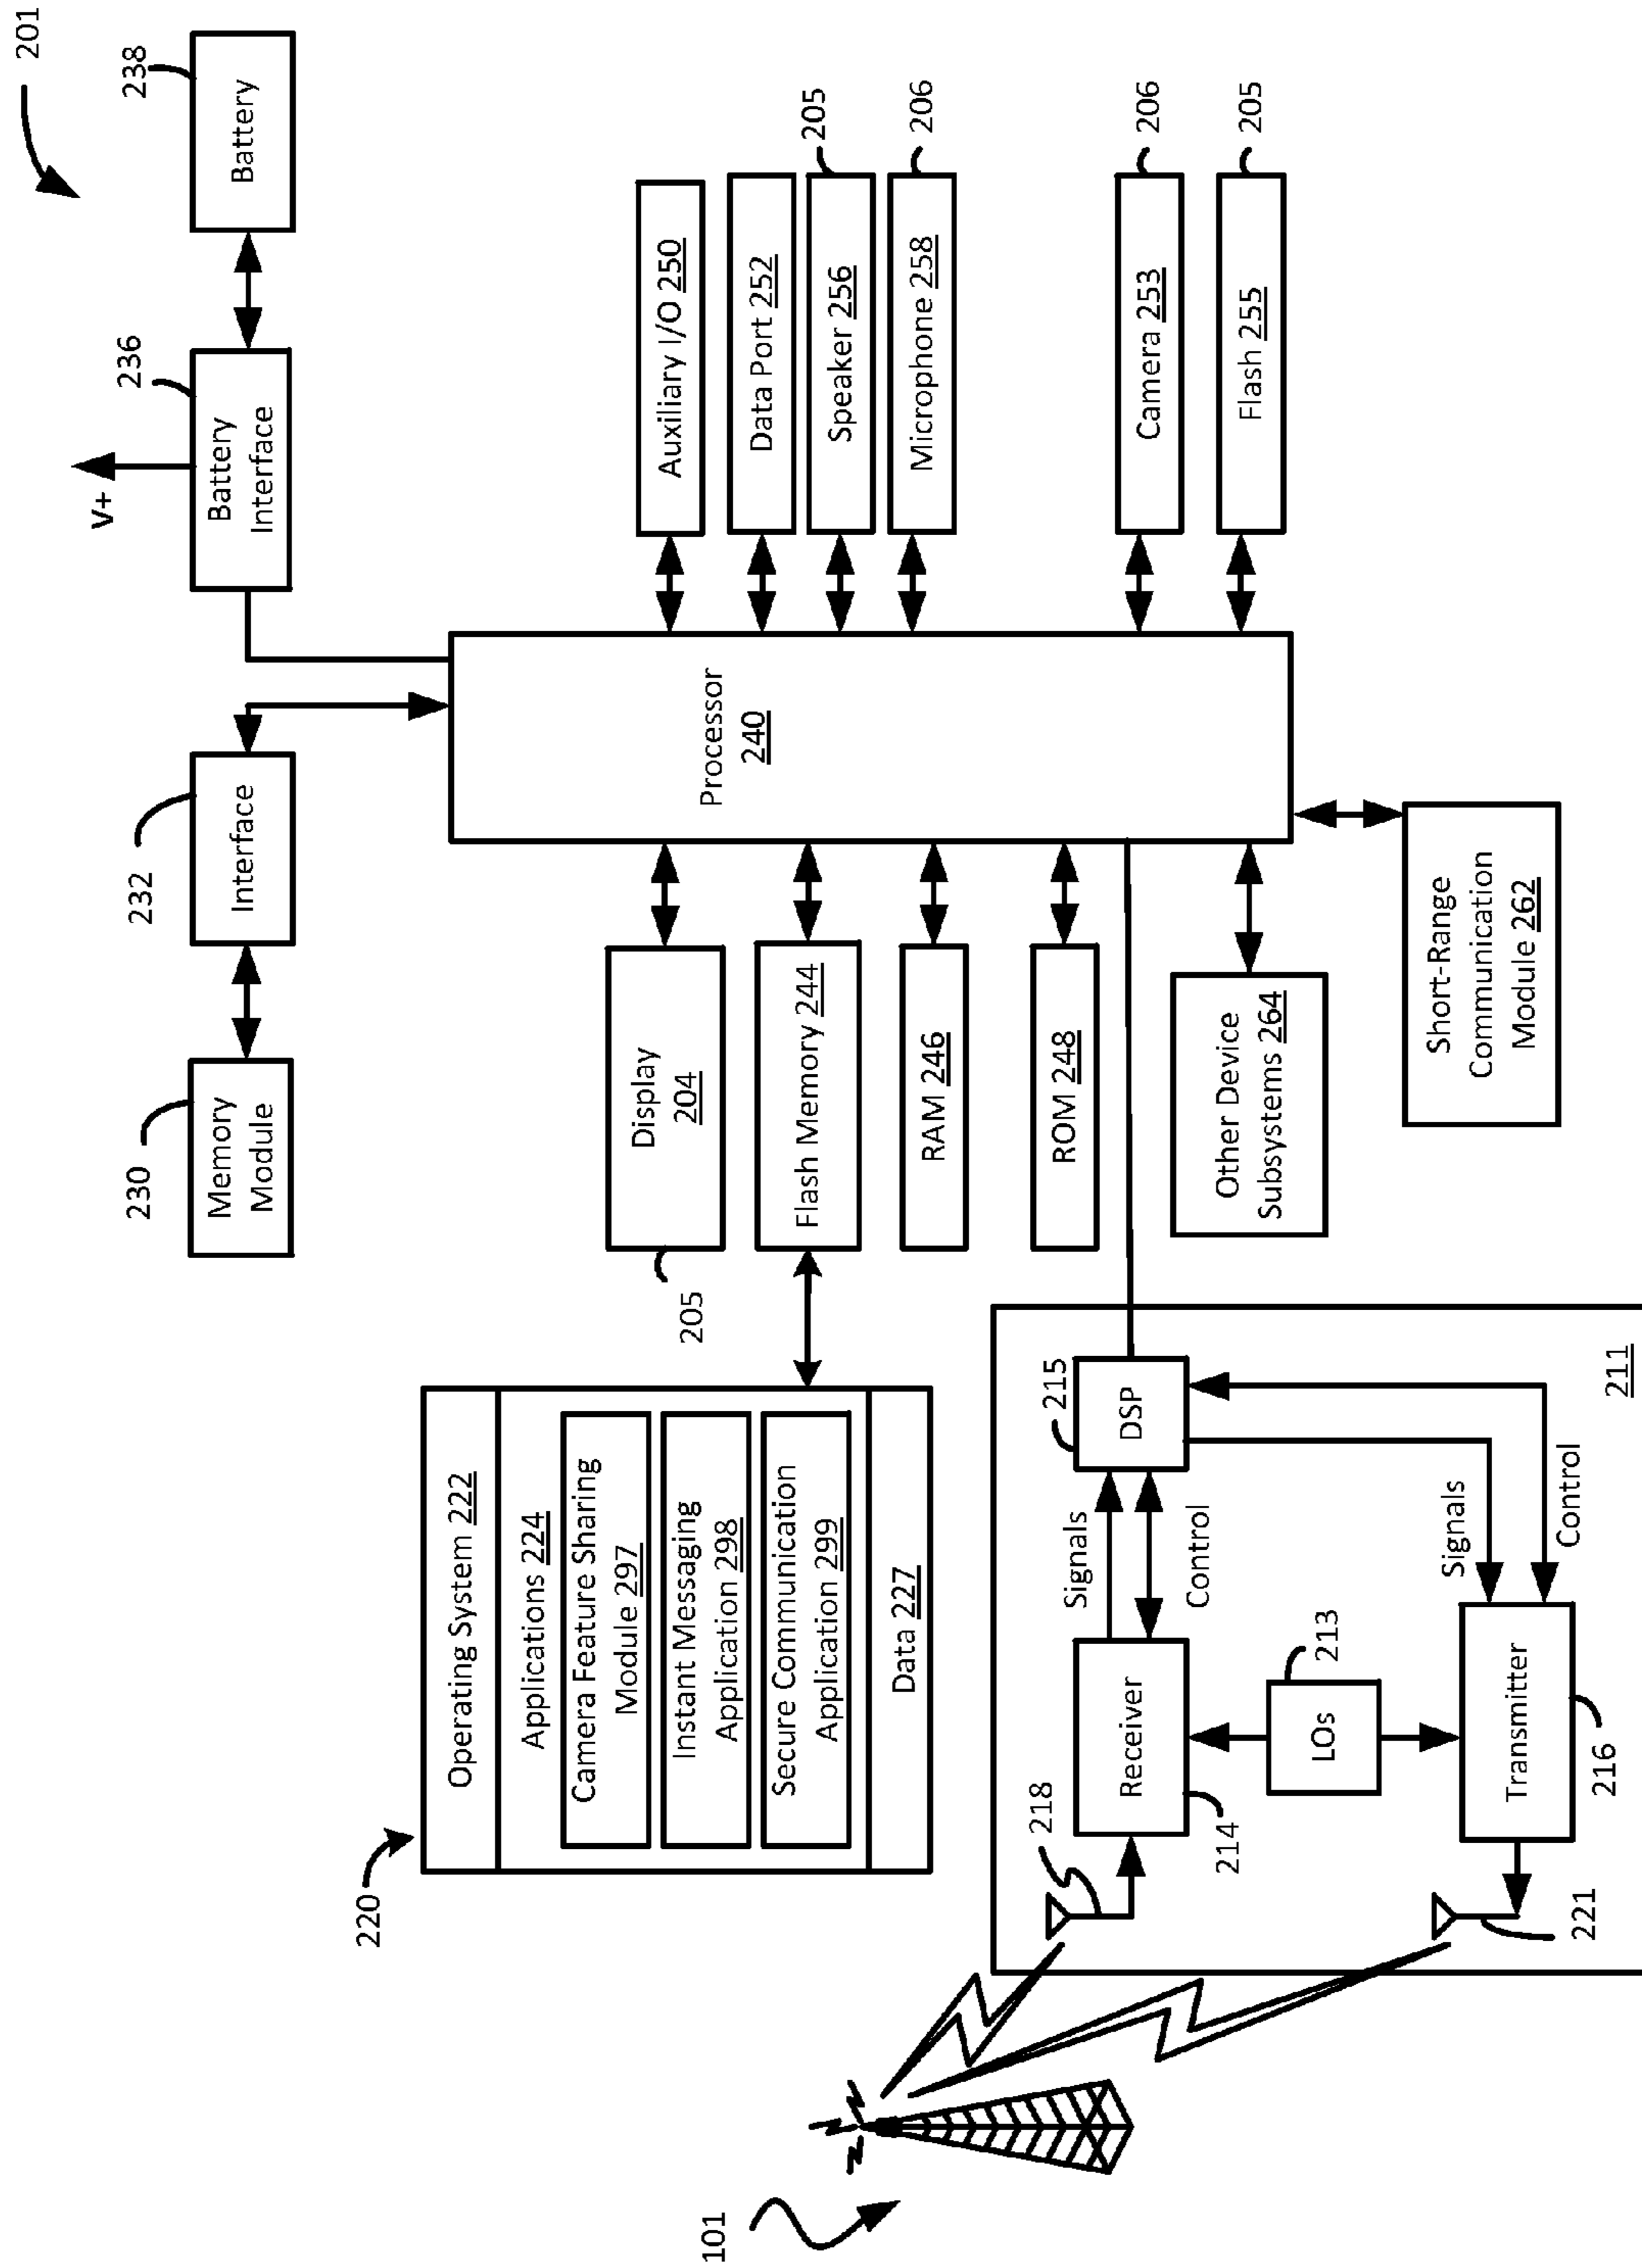 201
230
Memory
Module
232
Interface
V+
236
Battery
Interface
238
Battery
220
Operating System 222
Applications 224
Camera Feature Sharing
Module 297
Instant Messaging
Application 298
Secure Communication
Application 299
Data 227
205
Display
204
Flash Memory 244
RAM 246
ROM 248
Other Device
Subsystems 264
Short-Range
Communication
Module 262
Processor
240
Auxiliary I/O 250
Data Port 252
Speaker 256
205
Microphone 258
206
Camera 253
206
Flash 255
205
101
218
Receiver
214
Signals
Control
215
DSP
LOs
213
Signals
Control
Transmitter
216
221
211